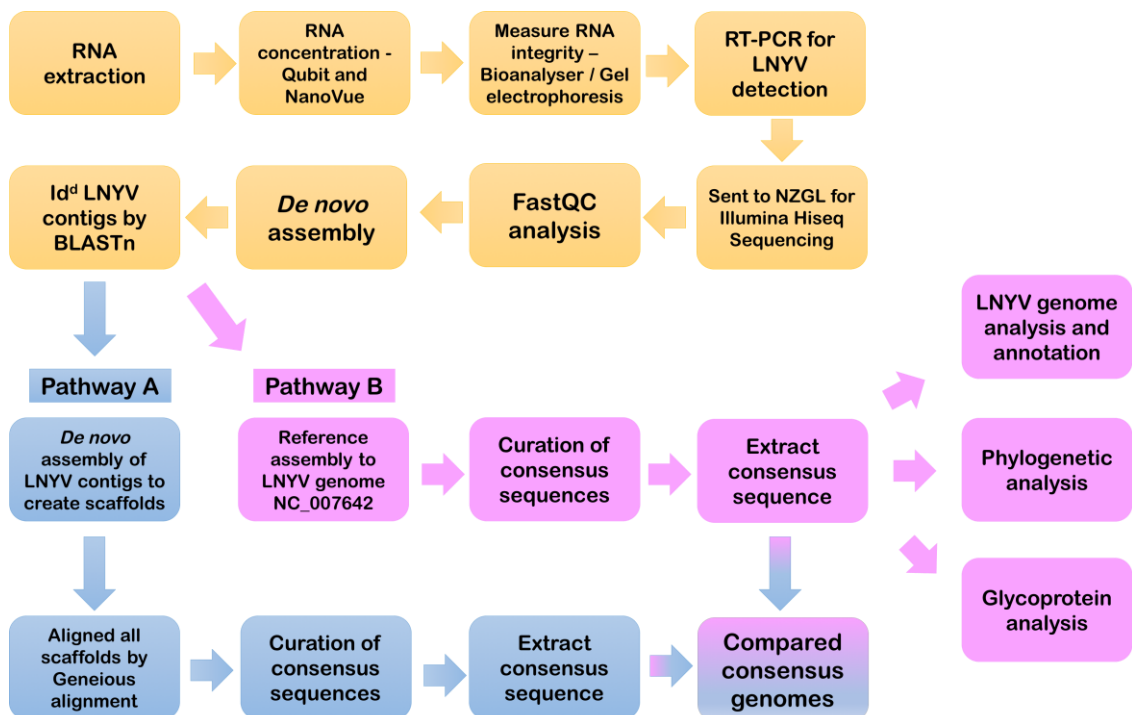 RNA
extraction
RNA
concentration -
Qubit and
NanoVue
Measure RNA
integrity –
Bioanalyser / Gel
electrophoresis
RT-PCR for
LNYV
detection
Id^d LNYV
contigs by
BLASTn
De novo
assembly
FastQC
analysis
Sent to NZGL for
Illumina Hiseq
Sequencing
LNYV genome
analysis and
annotation
Pathway A
Pathway B
De novo
assembly of
LNYV contigs to
create scaffolds
Reference
assembly to
LNYV genome
NC_007642
Curation of
consensus
sequences
Extract
consensus
sequence
Phylogenetic
analysis
Glycoprotein
analysis
Aligned all
scaffolds by
Geneious
alignment
Curation of
consensus
sequences
Extract
consensus
sequence
Compared
consensus
genomes